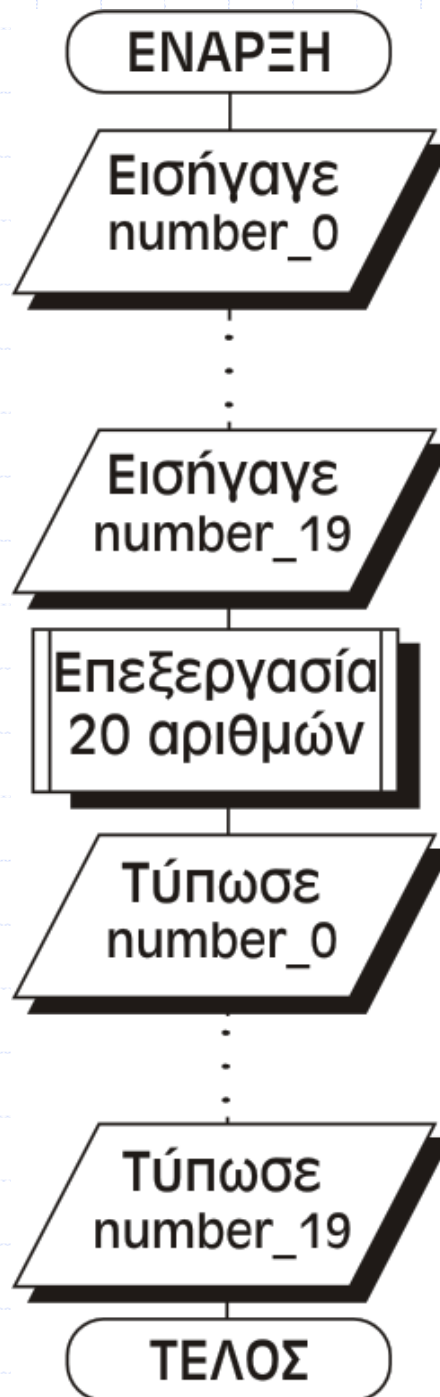 ΕΝΑΡΞΗ
Εισήγαγε
number_0
Εισήγαγε
number_19
Επεξεργασία
20 αριθμών
Τύπωσε
number_0
Τύπωσε
number_19
ΤΕΛΟΣ